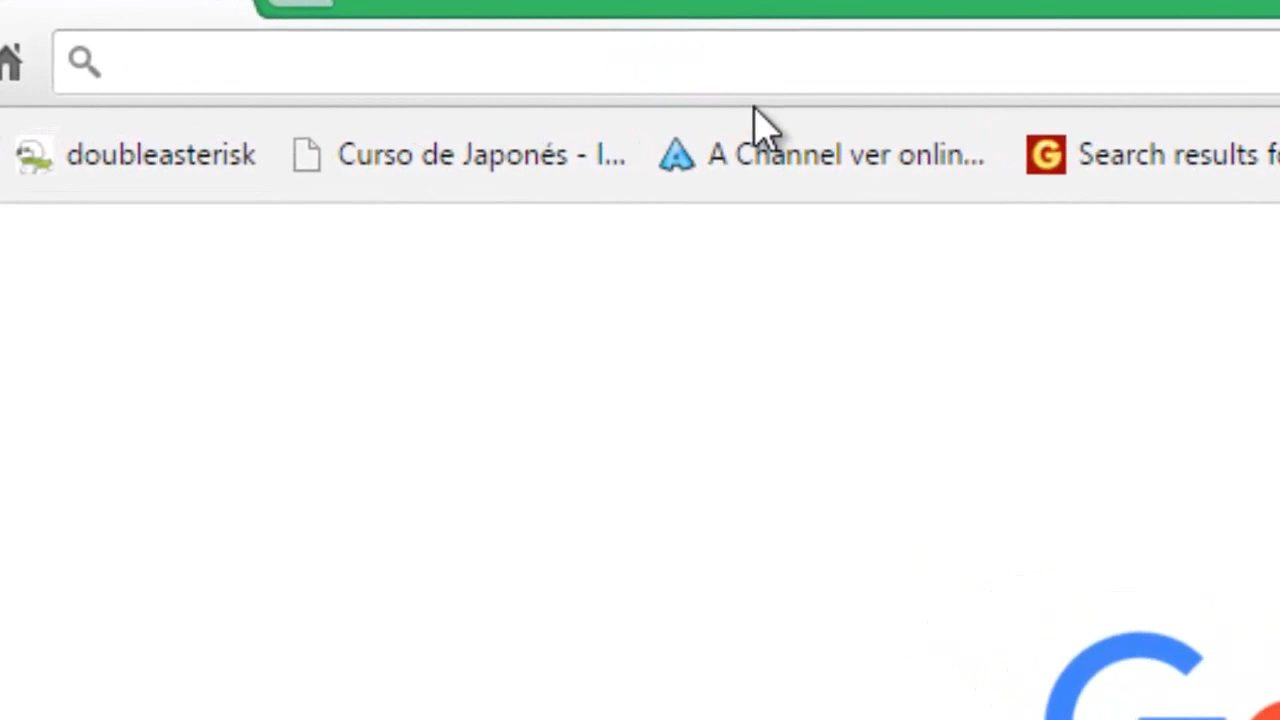 doubleasterisk
Curso de Japonés - I...
A Channel ver onlin...
Search results f
G